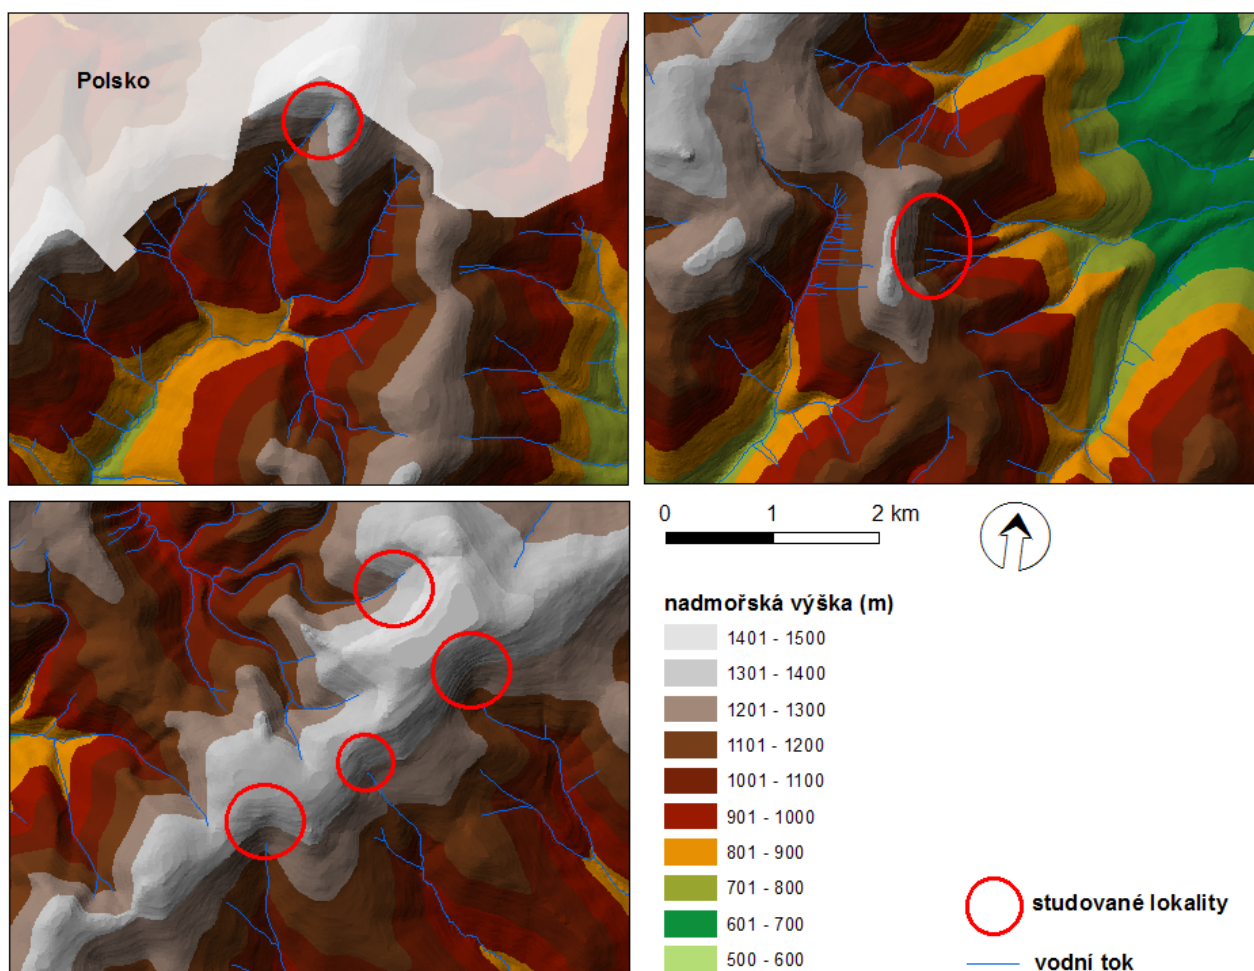 Polsko
0 1 2 km
nadmořská výška (m)
1401 - 1500
1301 - 1400
1201 - 1300
1101 - 1200
1001 - 1100
901 - 1000
801 - 900
701 - 800
601 - 700
500 - 600
studované lokality
vodní tok